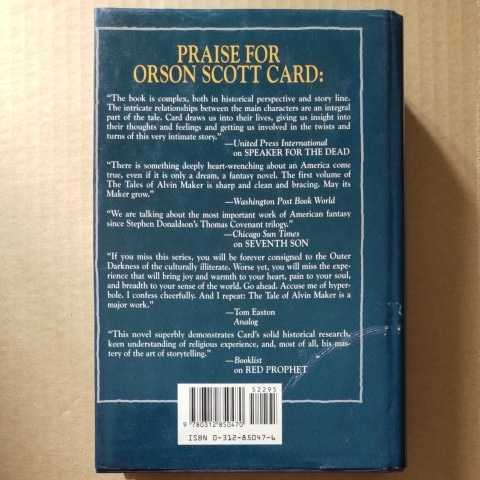 PRAISE FOR
ORSON SCOTT CARD:
"The book is complex, both in historical perspective and story line.
The intricate relationships between the main characters are an integral
part of the tale. Card draws us into their lives, giving us insight into
their thoughts and feelings and getting us involved in the twists and
turns of this very intimate story."
—United Press International
on SPEAKER FOR THE DEAD
"There is something deeply heart-wrenching about an America come
true, even if it is only a dream, a fantasy novel. The first volume of
The Tales of Alvin Maker is sharp and clean and bracing. May its
Maker grow."
—Washington Post Book World
"We are talking about the most important work of American fantasy
since Stephen Donaldson's Thomas Covenant trilogy."
—Chicago Sun Times
on SEVENTH SON
"If you miss this series, you will be forever consigned to the Outer
Darkness of the culturally illiterate. Worse yet, you will miss the expe-
rience that will bring joy and warmth to your heart, pain to your soul,
and breadth to your sense of the world. Go ahead. Accuse me of hyper-
bole. I confess cheerfully. And I repeat: The Tale of Alvin Maker is a
major work."
—Tom Easton
Analog
"This novel superbly demonstrates Card's solid historical research,
keen understanding of religious experience, and, most of all, his mas-
tery of the art of storytelling."
—Booklist
on RED PROPHET
52295
9 780312 850470
ISBN 0-312-85047-6